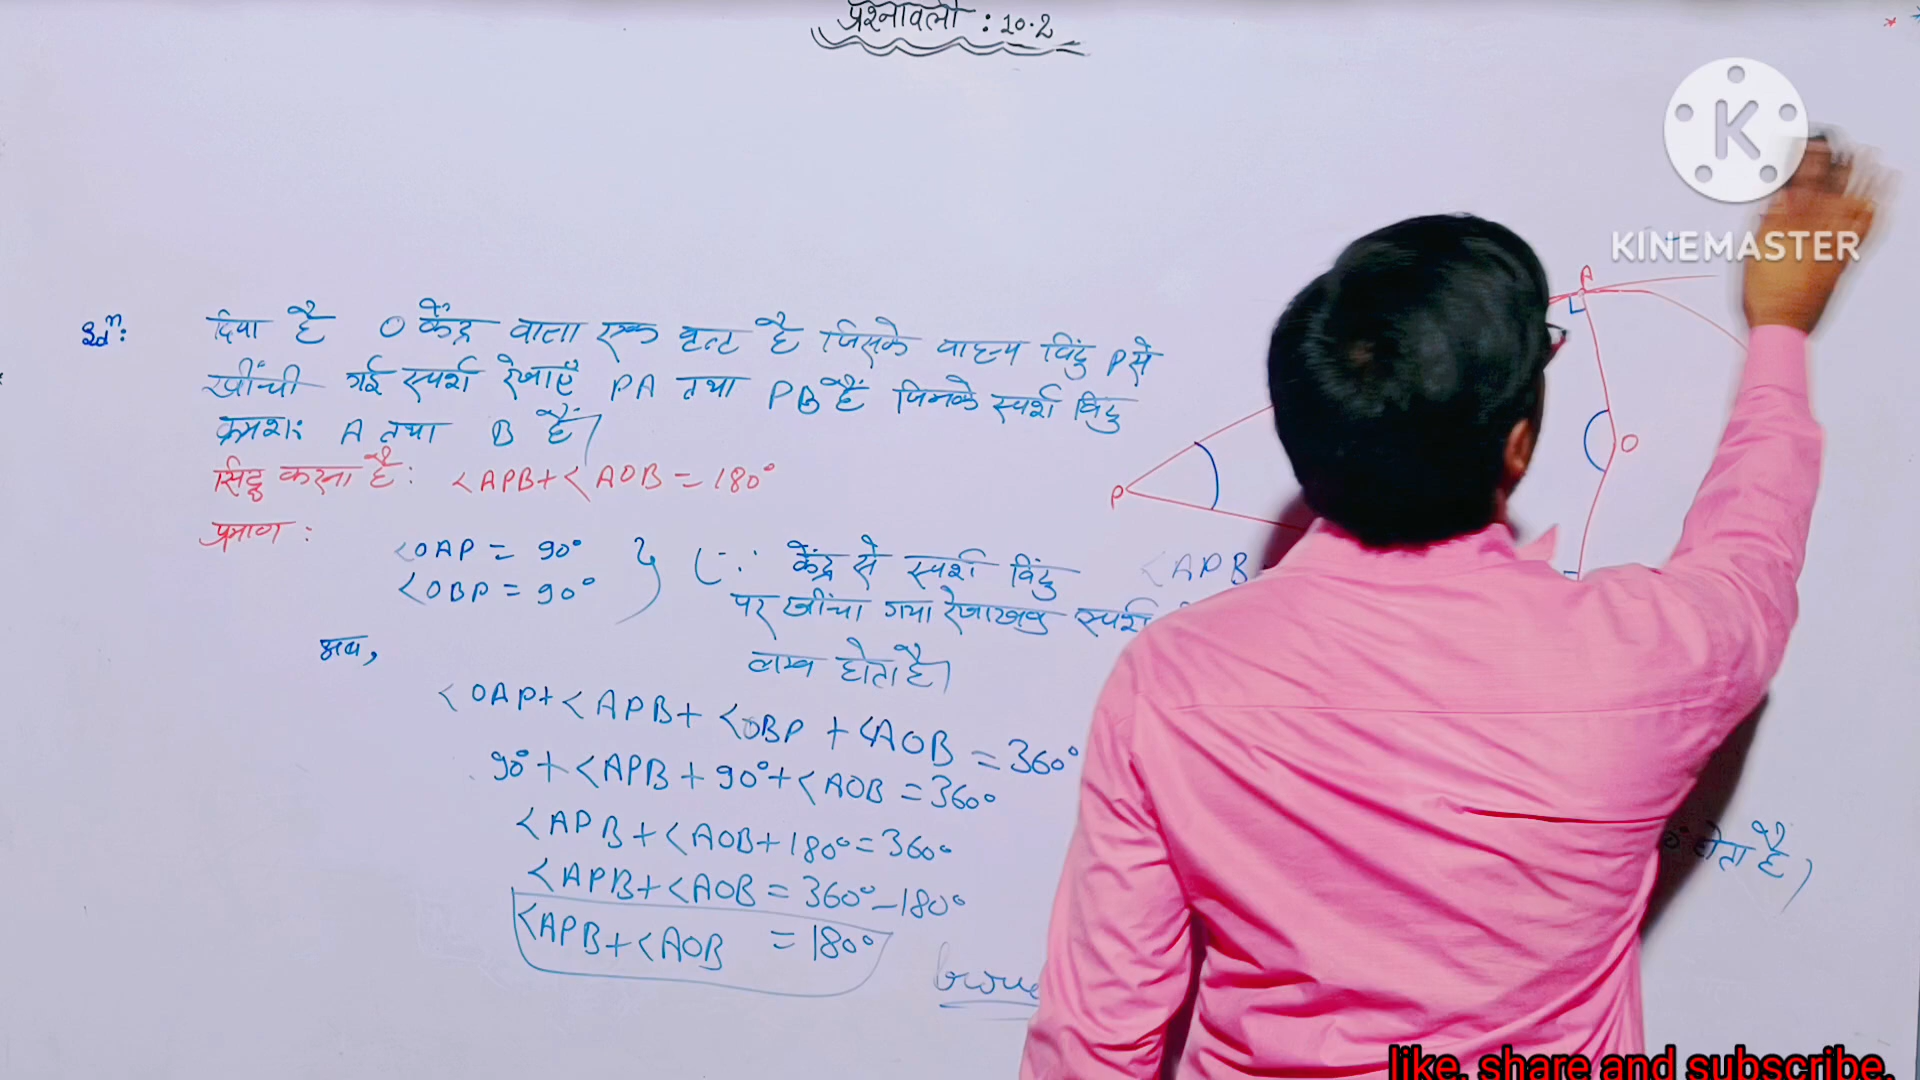 प्रश्नावली : 10.2
KINEMASTER
Solⁿ: दिया है O केंद्र वाला एक वृत्त है जिसके वाह्य बिंदु P से
खींची गई स्पर्श रेखाएँ PA तथा PB हैं जिनके स्पर्श बिंदु
क्रमशः A तथा B हैं।
सिद्ध करना है: <APB+<AOB = 180°
प्रमाण :
<OAP = 90°
<OBP = 90°
} (∵ केंद्र से स्पर्श बिंदु
पर खींचा गया रेखाखण्ड स्पर्श
लम्ब होता है।
अब,
<OAP+<APB+<OBP+<AOB = 360°
90°+<APB+90°+<AOB = 360°
<APB+<AOB+180°=360°
<APB+<AOB = 360°-180°
<APB+<AOB = 180°
A
O
P
<APB
होता है।
like, share and subscribe.